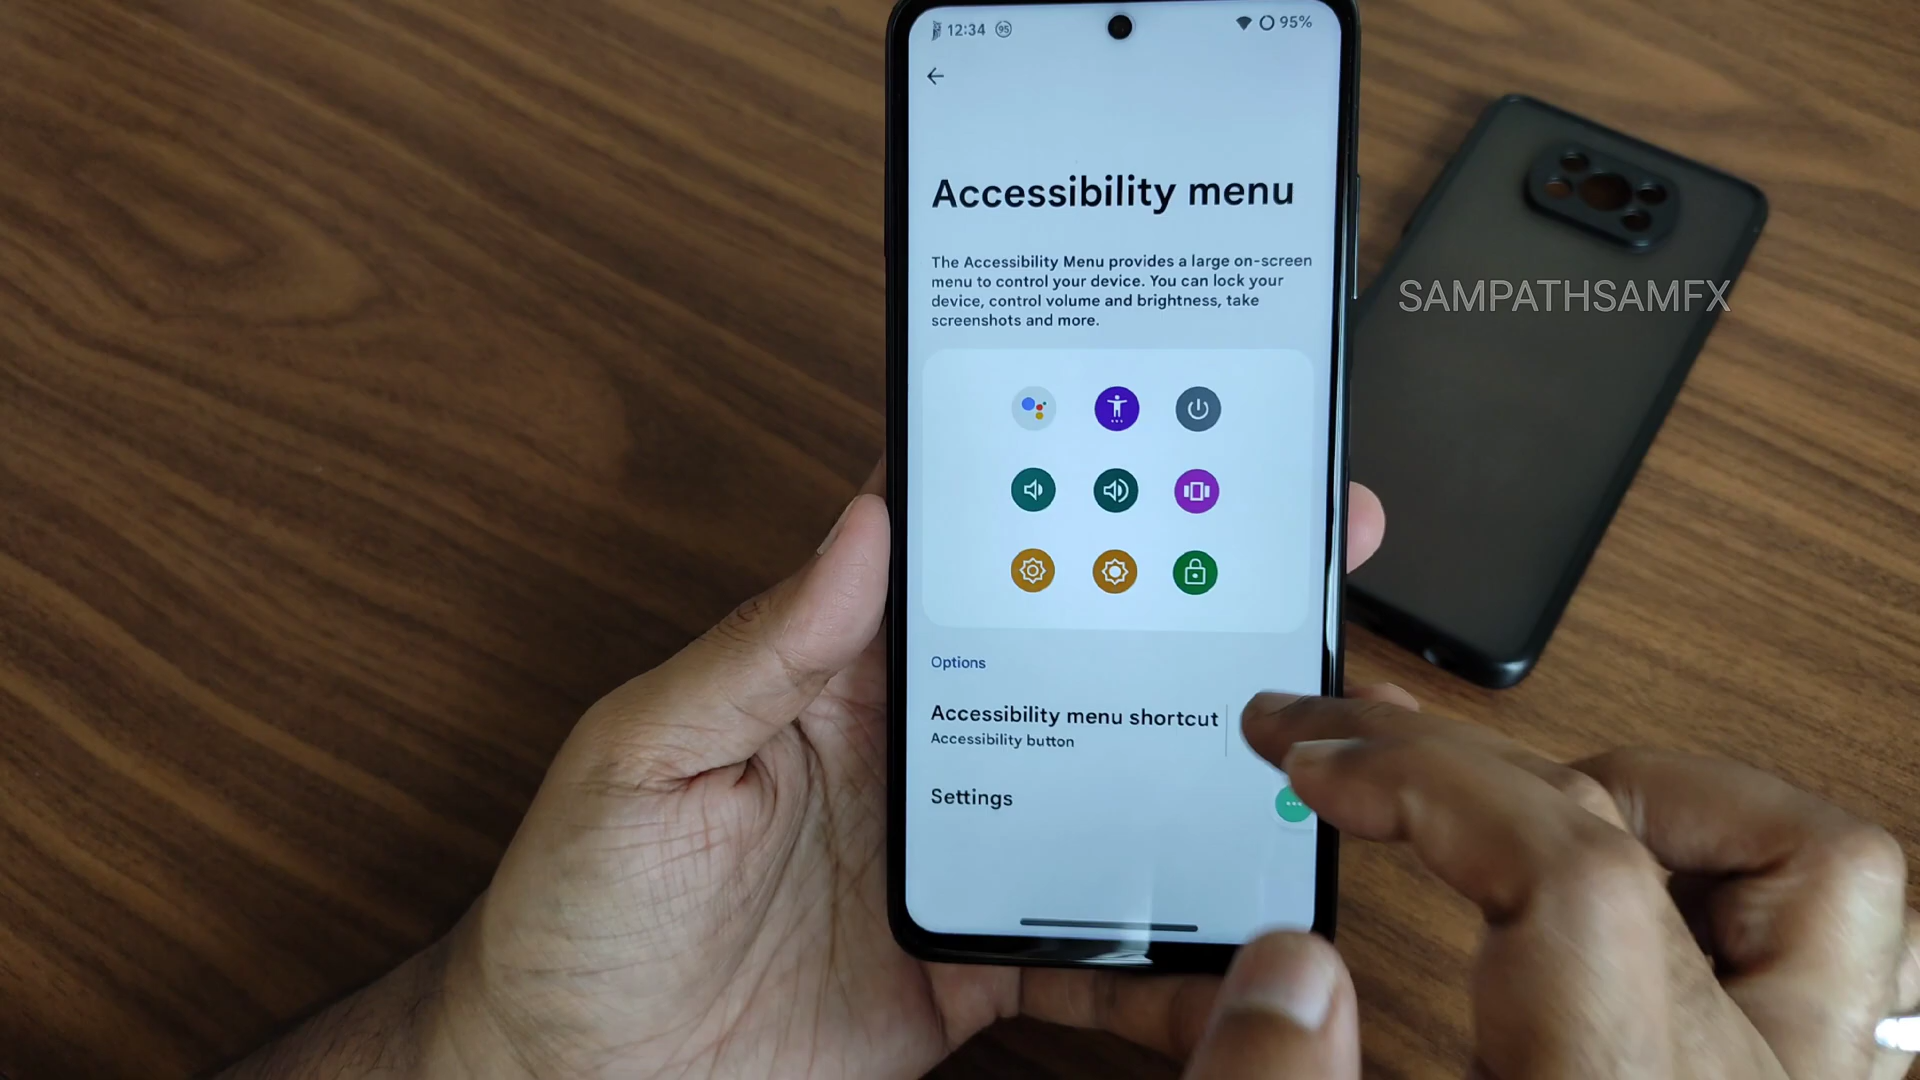 12:34 95 95%
Accessibility menu
The Accessibility Menu provides a large on-screen
menu to control your device. You can lock your
device, control volume and brightness, take
screenshots and more.
SAMPATHSAMFX
Options
Accessibility menu shortcut
Accessibility button
Settings